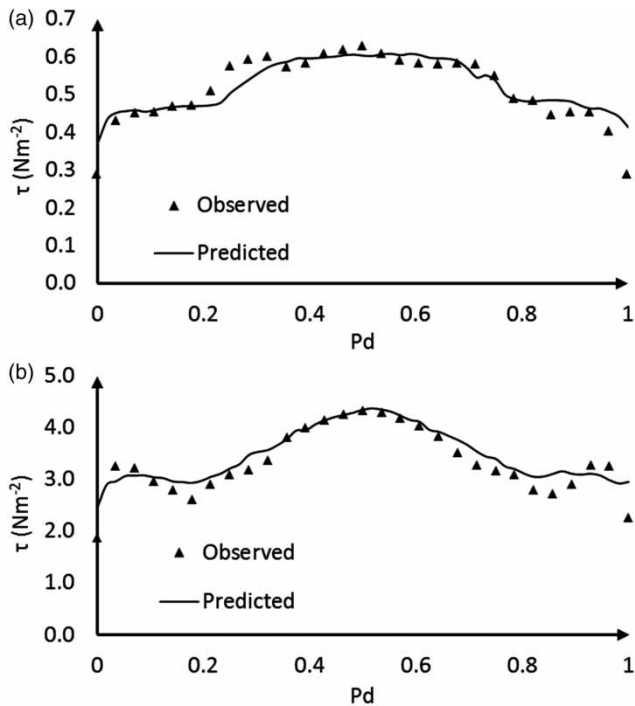 (a)
0.7
0.6
0.5
0.4
0.3
0.2
0.1
0.0
τ (Nm⁻²)
Observed
Predicted
0 0.2 0.4 0.6 0.8 1
Pd
(b)
5.0
4.0
3.0
2.0
1.0
0.0
τ (Nm⁻²)
Observed
Predicted
0 0.2 0.4 0.6 0.8 1
Pd